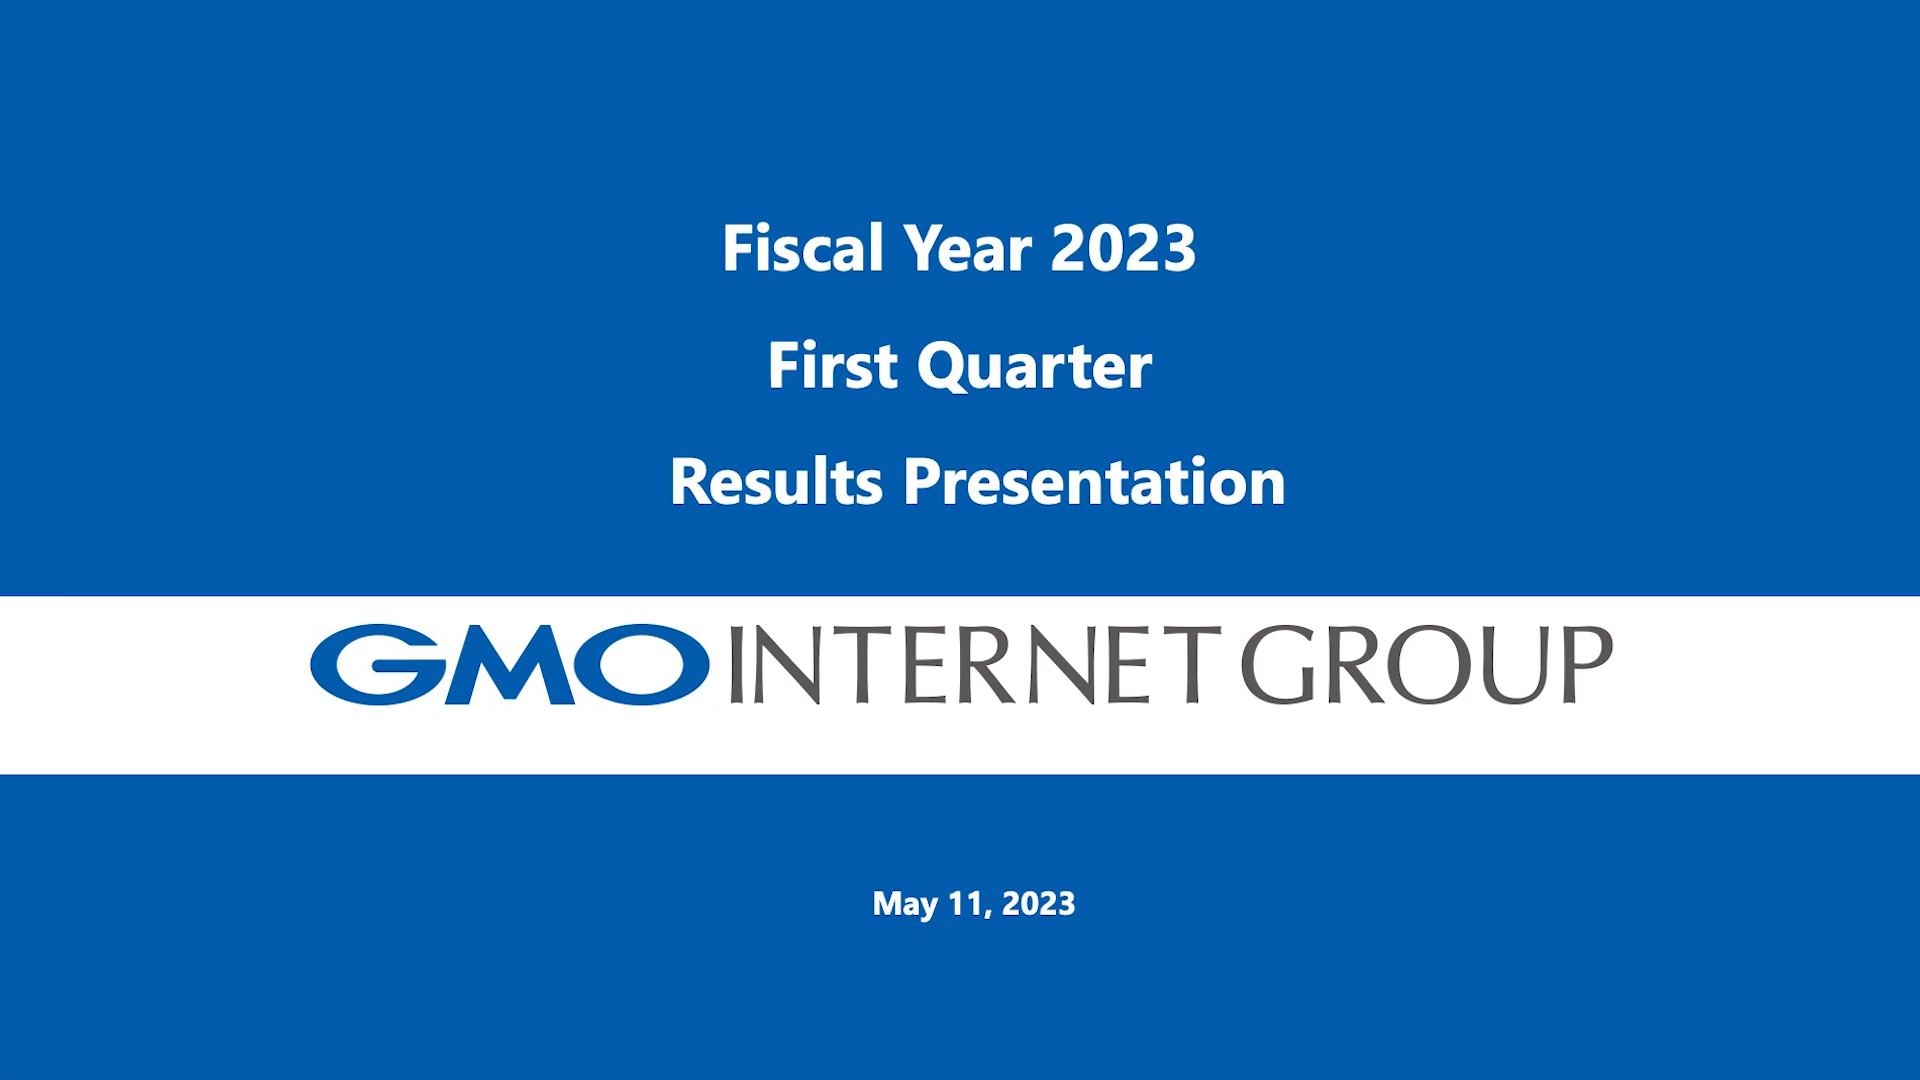 Fiscal Year 2023
First Quarter
Results Presentation
GMO INTERNET GROUP
May 11, 2023